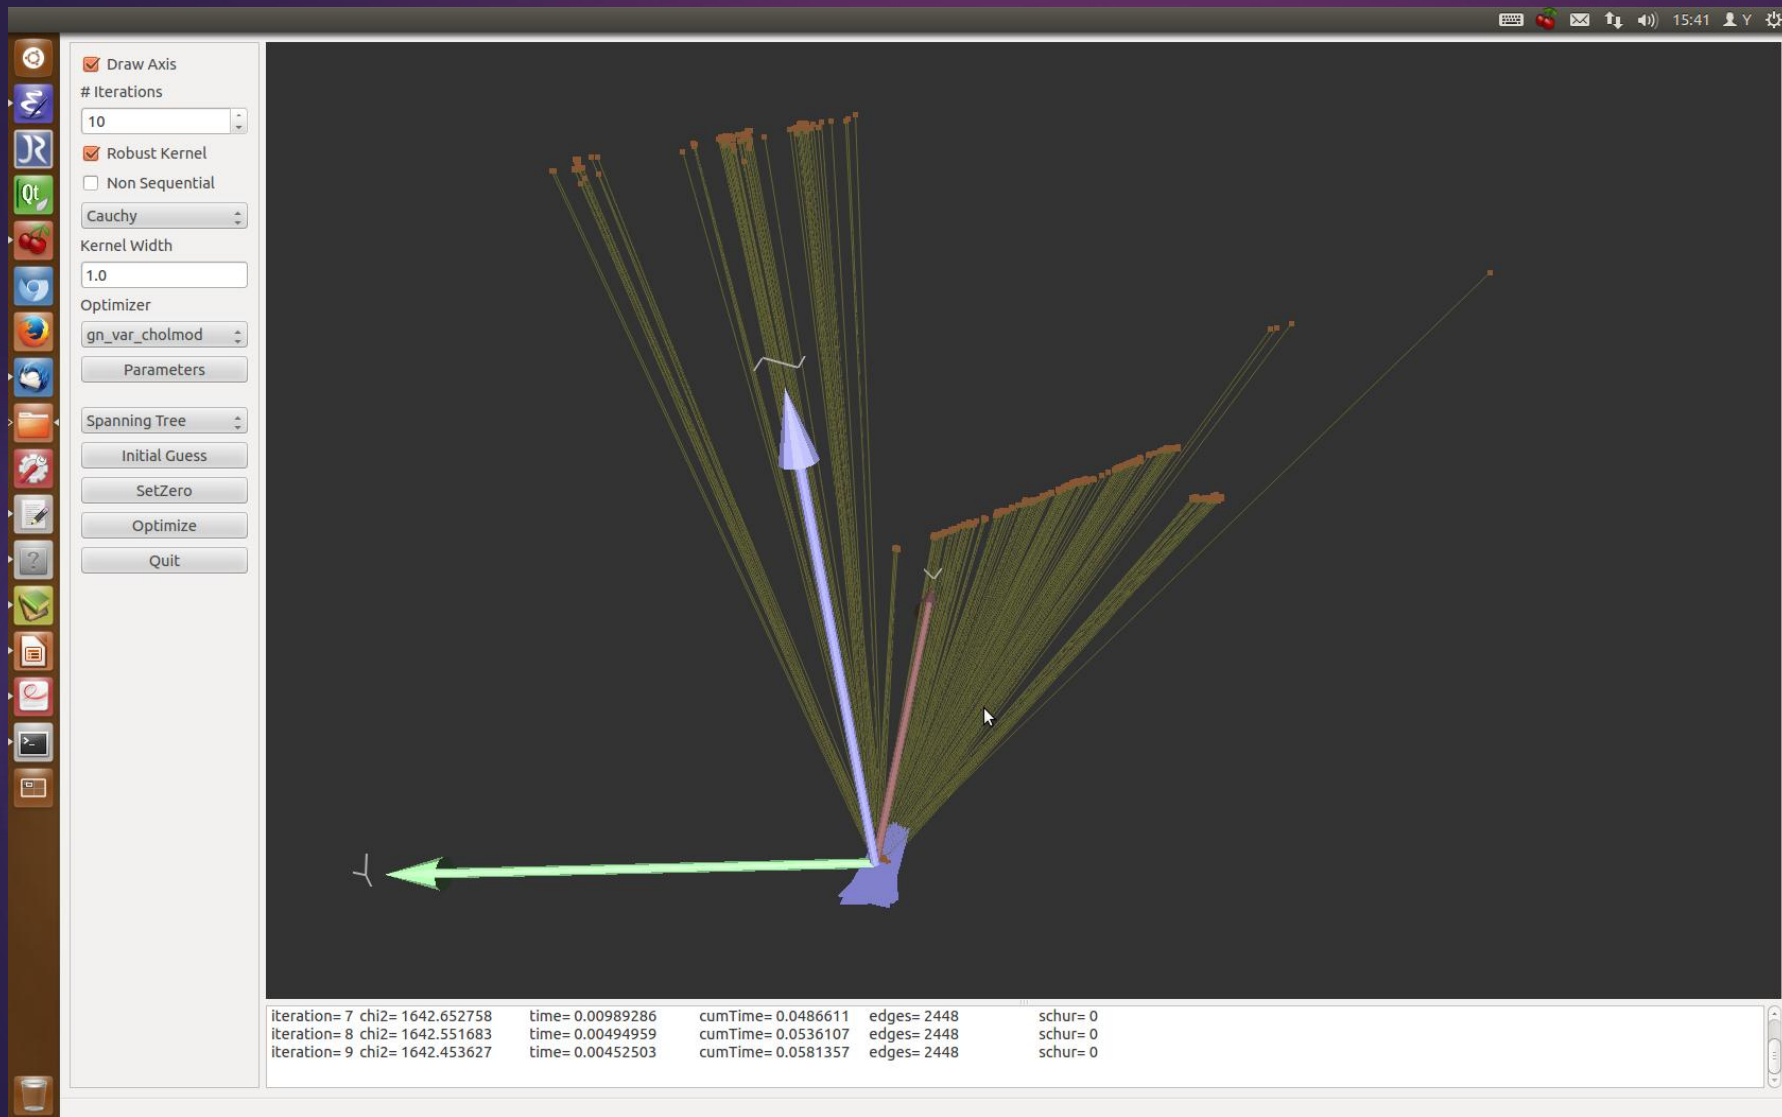 15:41 Y
Draw Axis
# Iterations
10
Robust Kernel
Non Sequential
Cauchy
Kernel Width
1.0
Optimizer
gn_var_cholmod
Parameters
Spanning Tree
Initial Guess
SetZero
Optimize
Quit
Qt
iteration= 7 chi2= 1642.652758 time= 0.00989286 cumTime= 0.0486611 edges= 2448 schur= 0
iteration= 8 chi2= 1642.551683 time= 0.00494959 cumTime= 0.0536107 edges= 2448 schur= 0
iteration= 9 chi2= 1642.453627 time= 0.00452503 cumTime= 0.0581357 edges= 2448 schur= 0